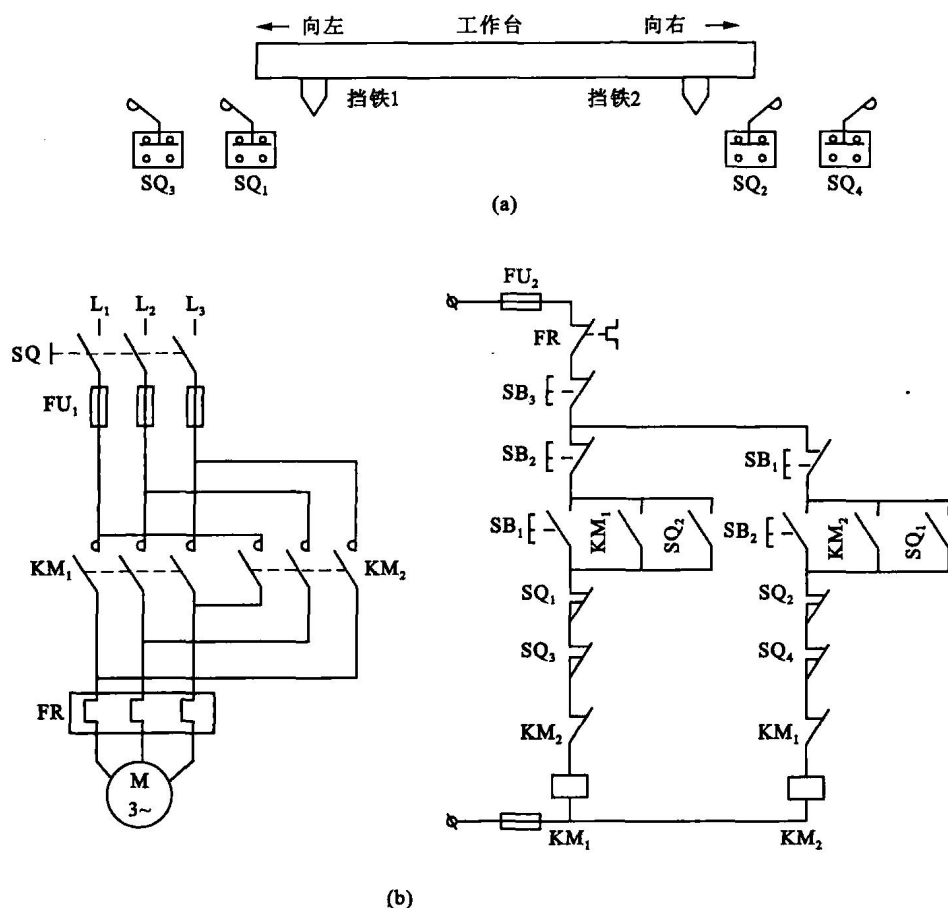 向左 工作台 向右
挡铁1 挡铁2
SQ₃ SQ₁ SQ₂ SQ₄
(a)
FU₂
L₁ L₂ L₃
FR
SQ
SB₃
FU₁
SB₂ SB₁
SB₁ KM₁ SQ₂ SB₂ KM₂ SQ₁
KM₁ KM₂
SQ₁ SQ₂
SQ₃ SQ₄
FR
KM₂ KM₁
M
3~
KM₁ KM₂
(b)